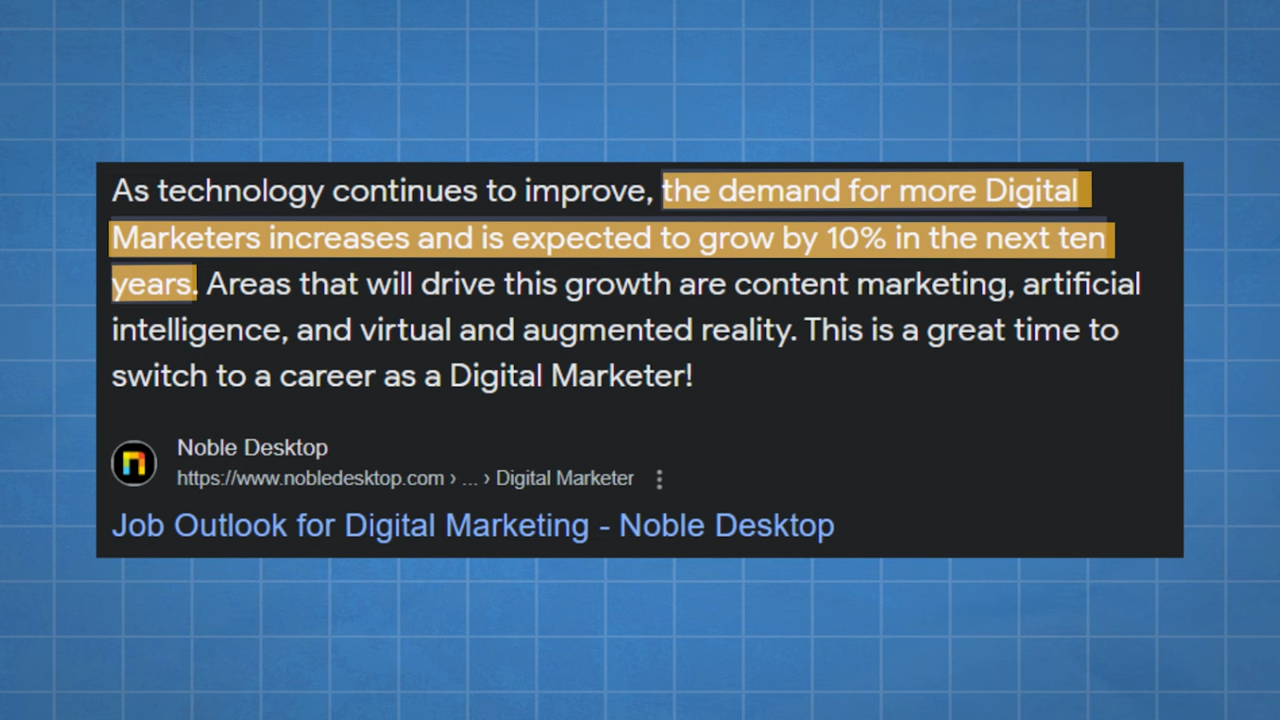 As technology continues to improve, the demand for more Digital
Marketers increases and is expected to grow by 10% in the next ten
years. Areas that will drive this growth are content marketing, artificial
intelligence, and virtual and augmented reality. This is a great time to
switch to a career as a Digital Marketer!
Noble Desktop
https://www.nobledesktop.com › ... › Digital Marketer
Job Outlook for Digital Marketing - Noble Desktop